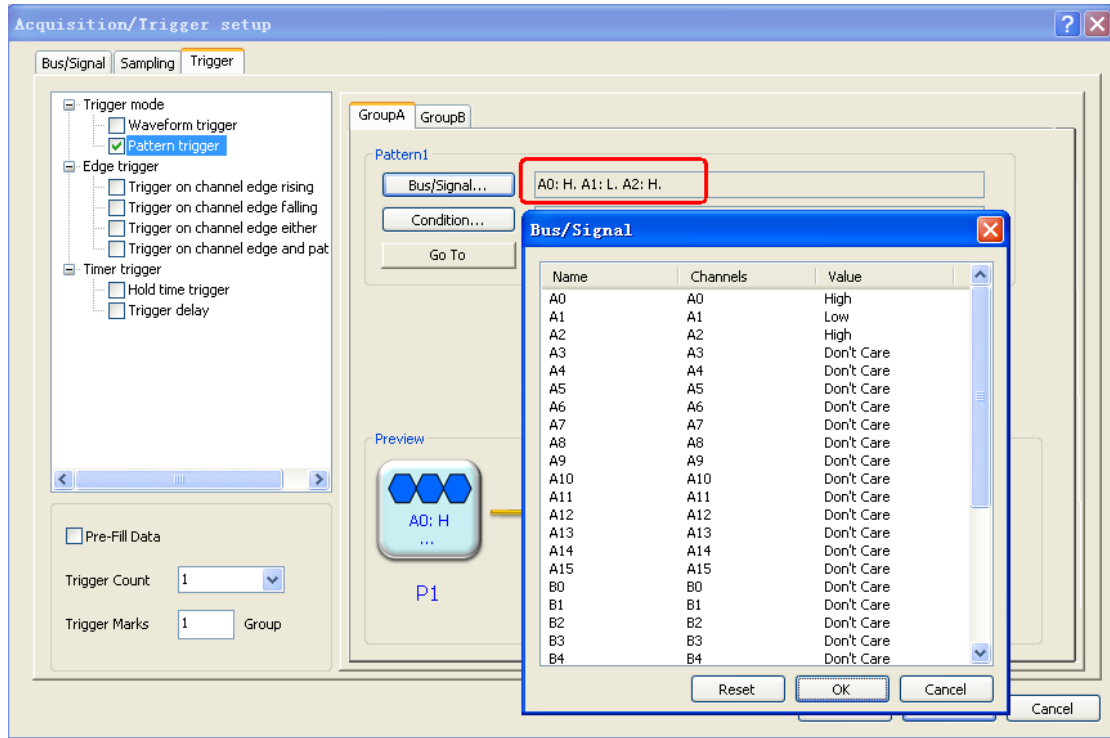 Acquisition/Trigger setup
Bus/Signal Sampling Trigger
Trigger mode
Waveform trigger
Pattern trigger
Edge trigger
Trigger on channel edge rising
Trigger on channel edge falling
Trigger on channel edge either
Trigger on channel edge and pat
Timer trigger
Hold time trigger
Trigger delay
Pre-Fill Data
Trigger Count 1
Trigger Marks 1 Group
GroupA GroupB
Pattern1
Bus/Signal... A0: H. A1: L. A2: H.
Condition...
Go To
Preview
A0: H
...
P1
Bus/Signal
Name Channels Value
A0 A0 High
A1 A1 Low
A2 A2 High
A3 A3 Don't Care
A4 A4 Don't Care
A5 A5 Don't Care
A6 A6 Don't Care
A7 A7 Don't Care
A8 A8 Don't Care
A9 A9 Don't Care
A10 A10 Don't Care
A11 A11 Don't Care
A12 A12 Don't Care
A13 A13 Don't Care
A14 A14 Don't Care
A15 A15 Don't Care
B0 B0 Don't Care
B1 B1 Don't Care
B2 B2 Don't Care
B3 B3 Don't Care
B4 B4 Don't Care
Reset OK Cancel
Cancel